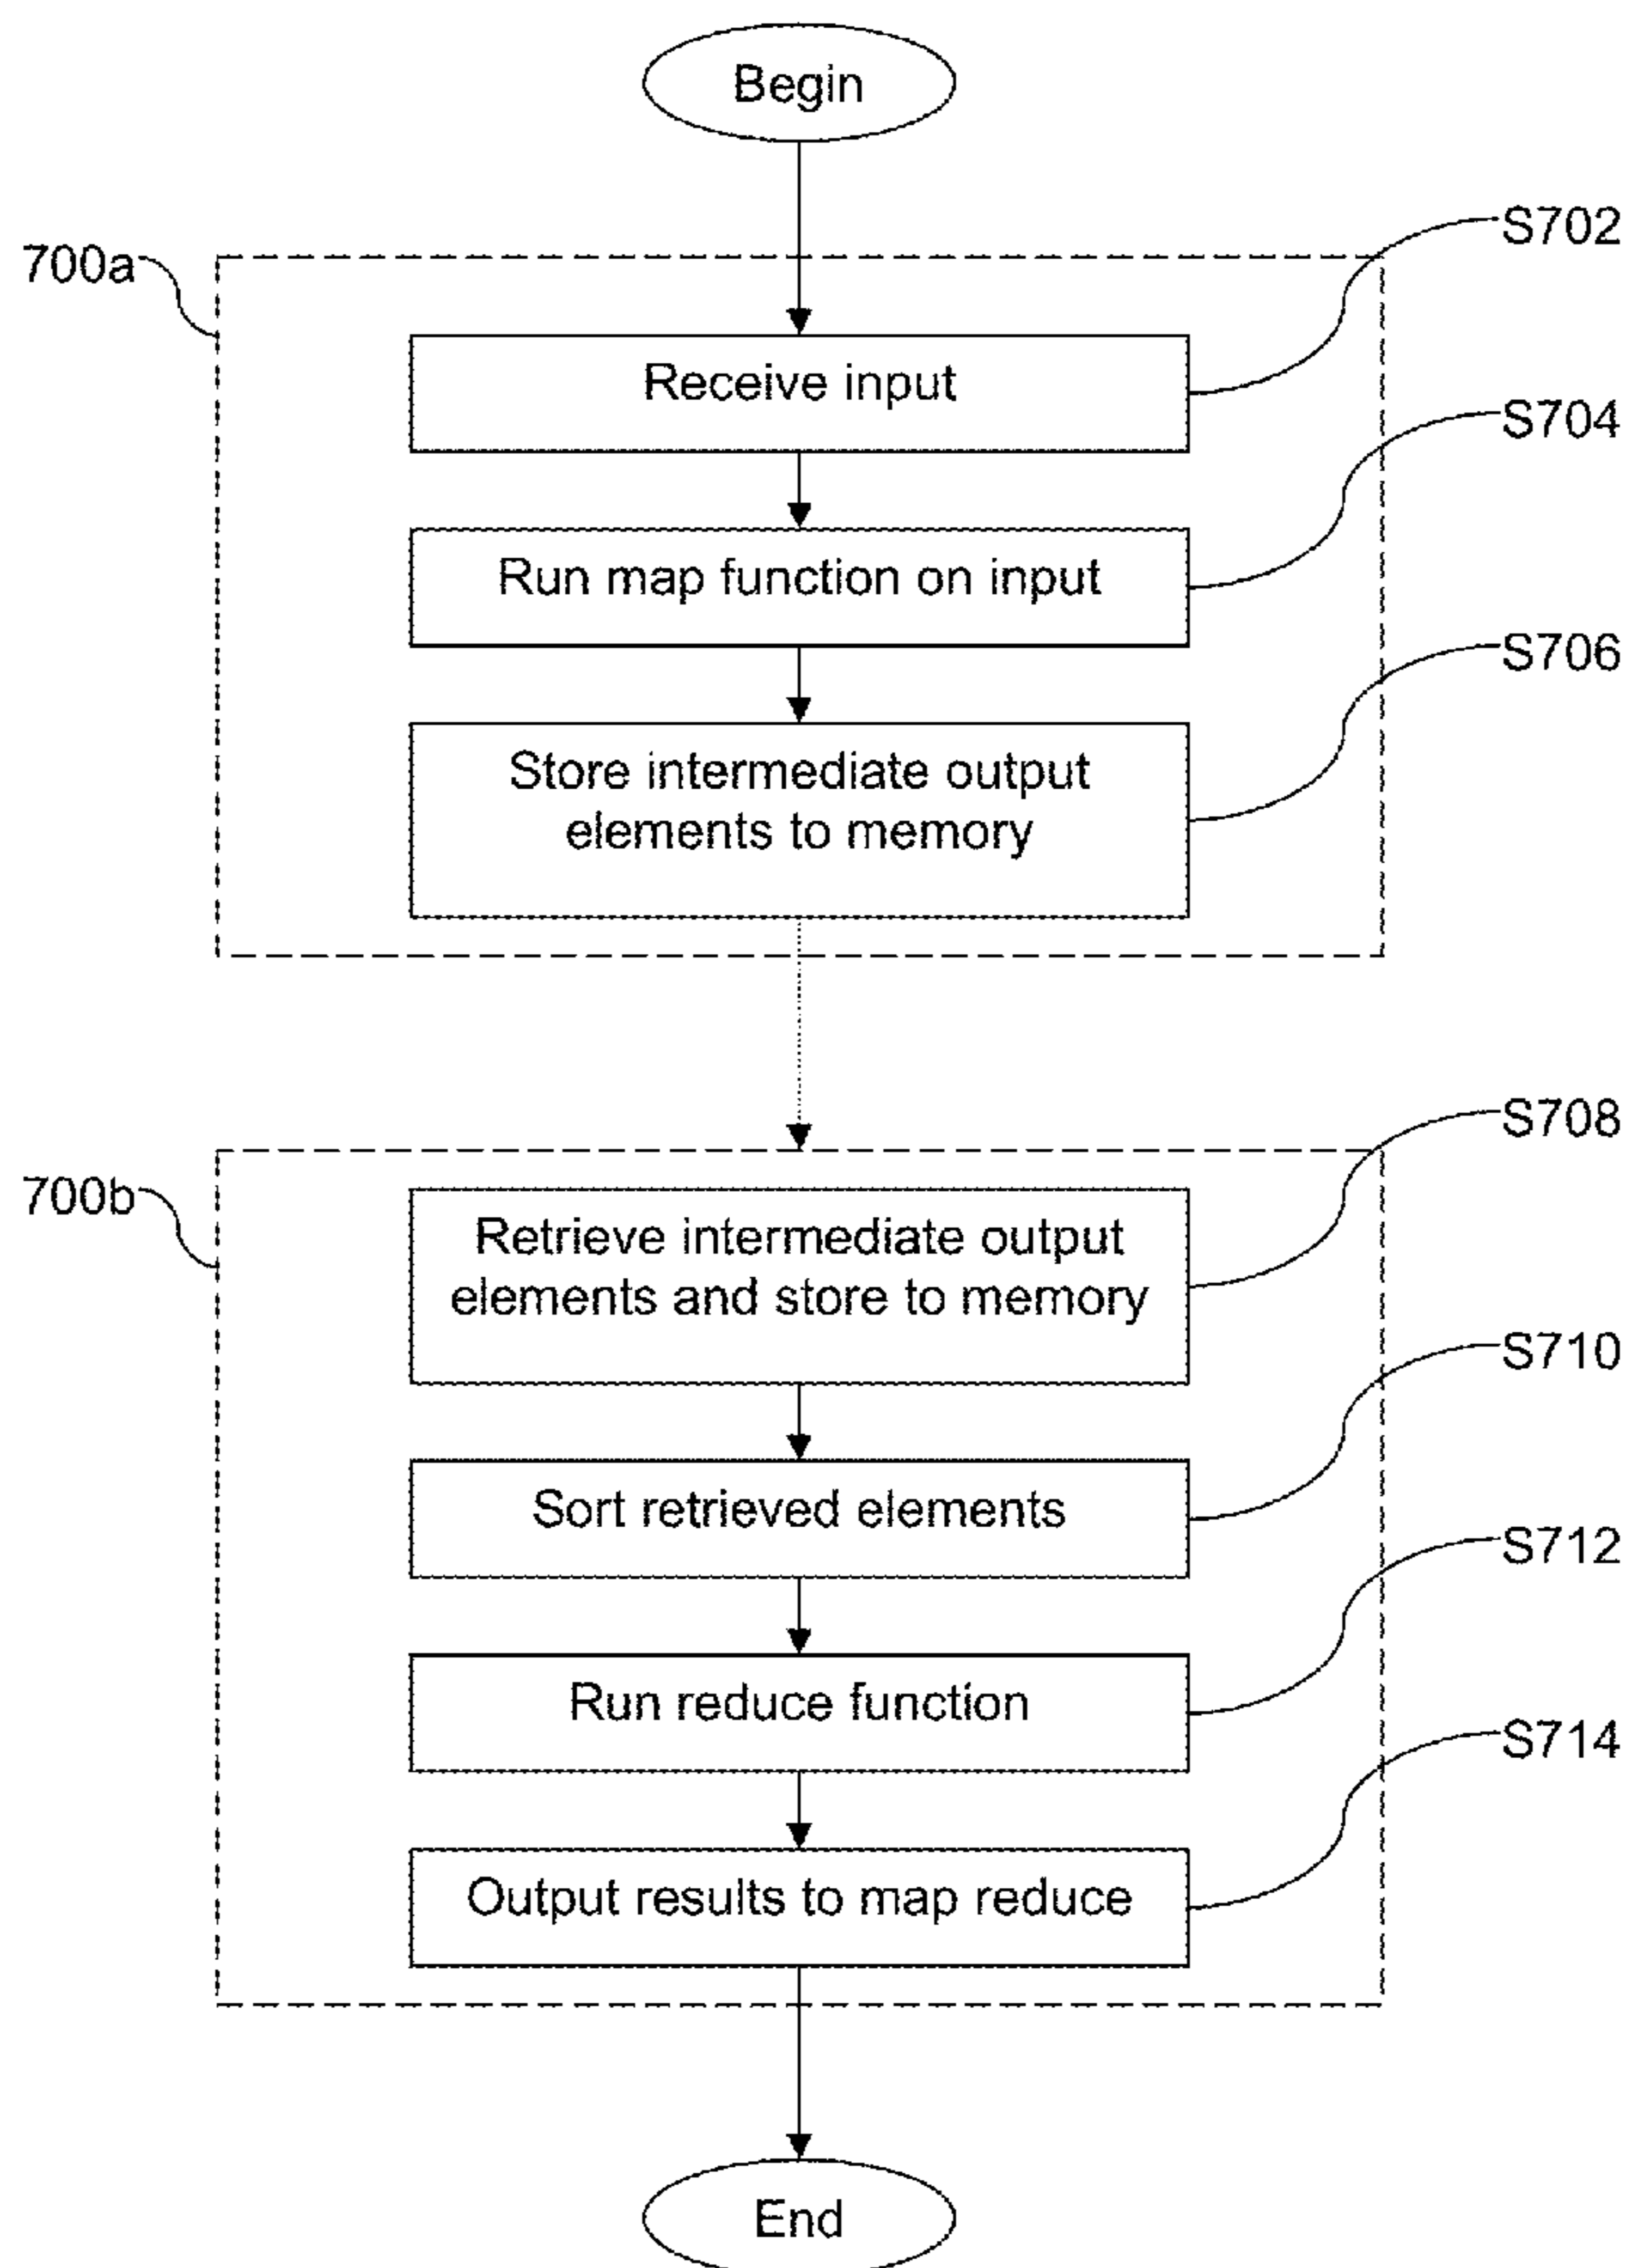 Begin
S702
700a
Receive input
S704
Run map function on input
S706
Store intermediate output
elements to memory
S708
700b
Retrieve intermediate output
elements and store to memory
S710
Sort retrieved elements
S712
Run reduce function
S714
Output results to map reduce
End